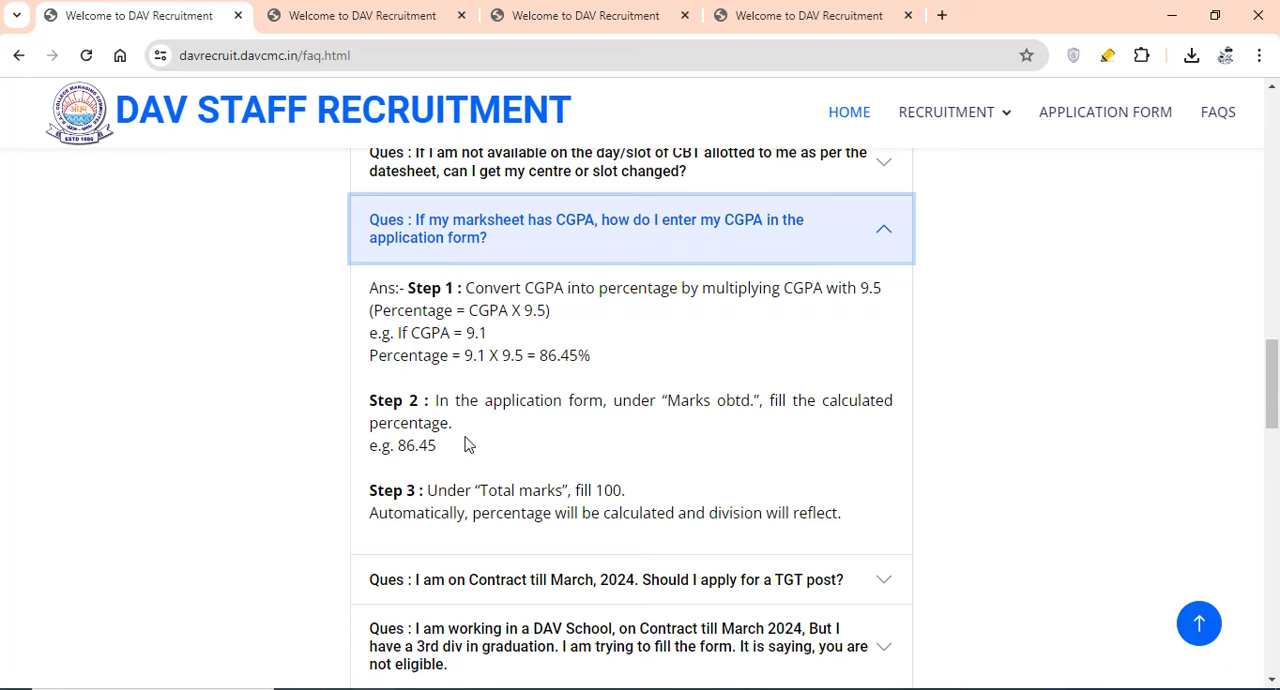 Welcome to DAV Recruitment
Welcome to DAV Recruitment
Welcome to DAV Recruitment
Welcome to DAV Recruitment
davrecruit.davcmc.in/faq.html
DAV STAFF RECRUITMENT
HOME
RECRUITMENT
APPLICATION FORM
FAQS
Ques : If I am not available on the day/slot of CBT allotted to me as per the
datesheet, can I get my centre or slot changed?
Ques : If my marksheet has CGPA, how do I enter my CGPA in the
application form?
Ans:- Step 1 : Convert CGPA into percentage by multiplying CGPA with 9.5
(Percentage = CGPA X 9.5)
e.g. If CGPA = 9.1
Percentage = 9.1 X 9.5 = 86.45%
Step 2 : In the application form, under “Marks obtd.”, fill the calculated
percentage.
e.g. 86.45
Step 3 : Under “Total marks”, fill 100.
Automatically, percentage will be calculated and division will reflect.
Ques : I am on Contract till March, 2024. Should I apply for a TGT post?
Ques : I am working in a DAV School, on Contract till March 2024, But I
have a 3rd div in graduation. I am trying to fill the form. It is saying, you are
not eligible.